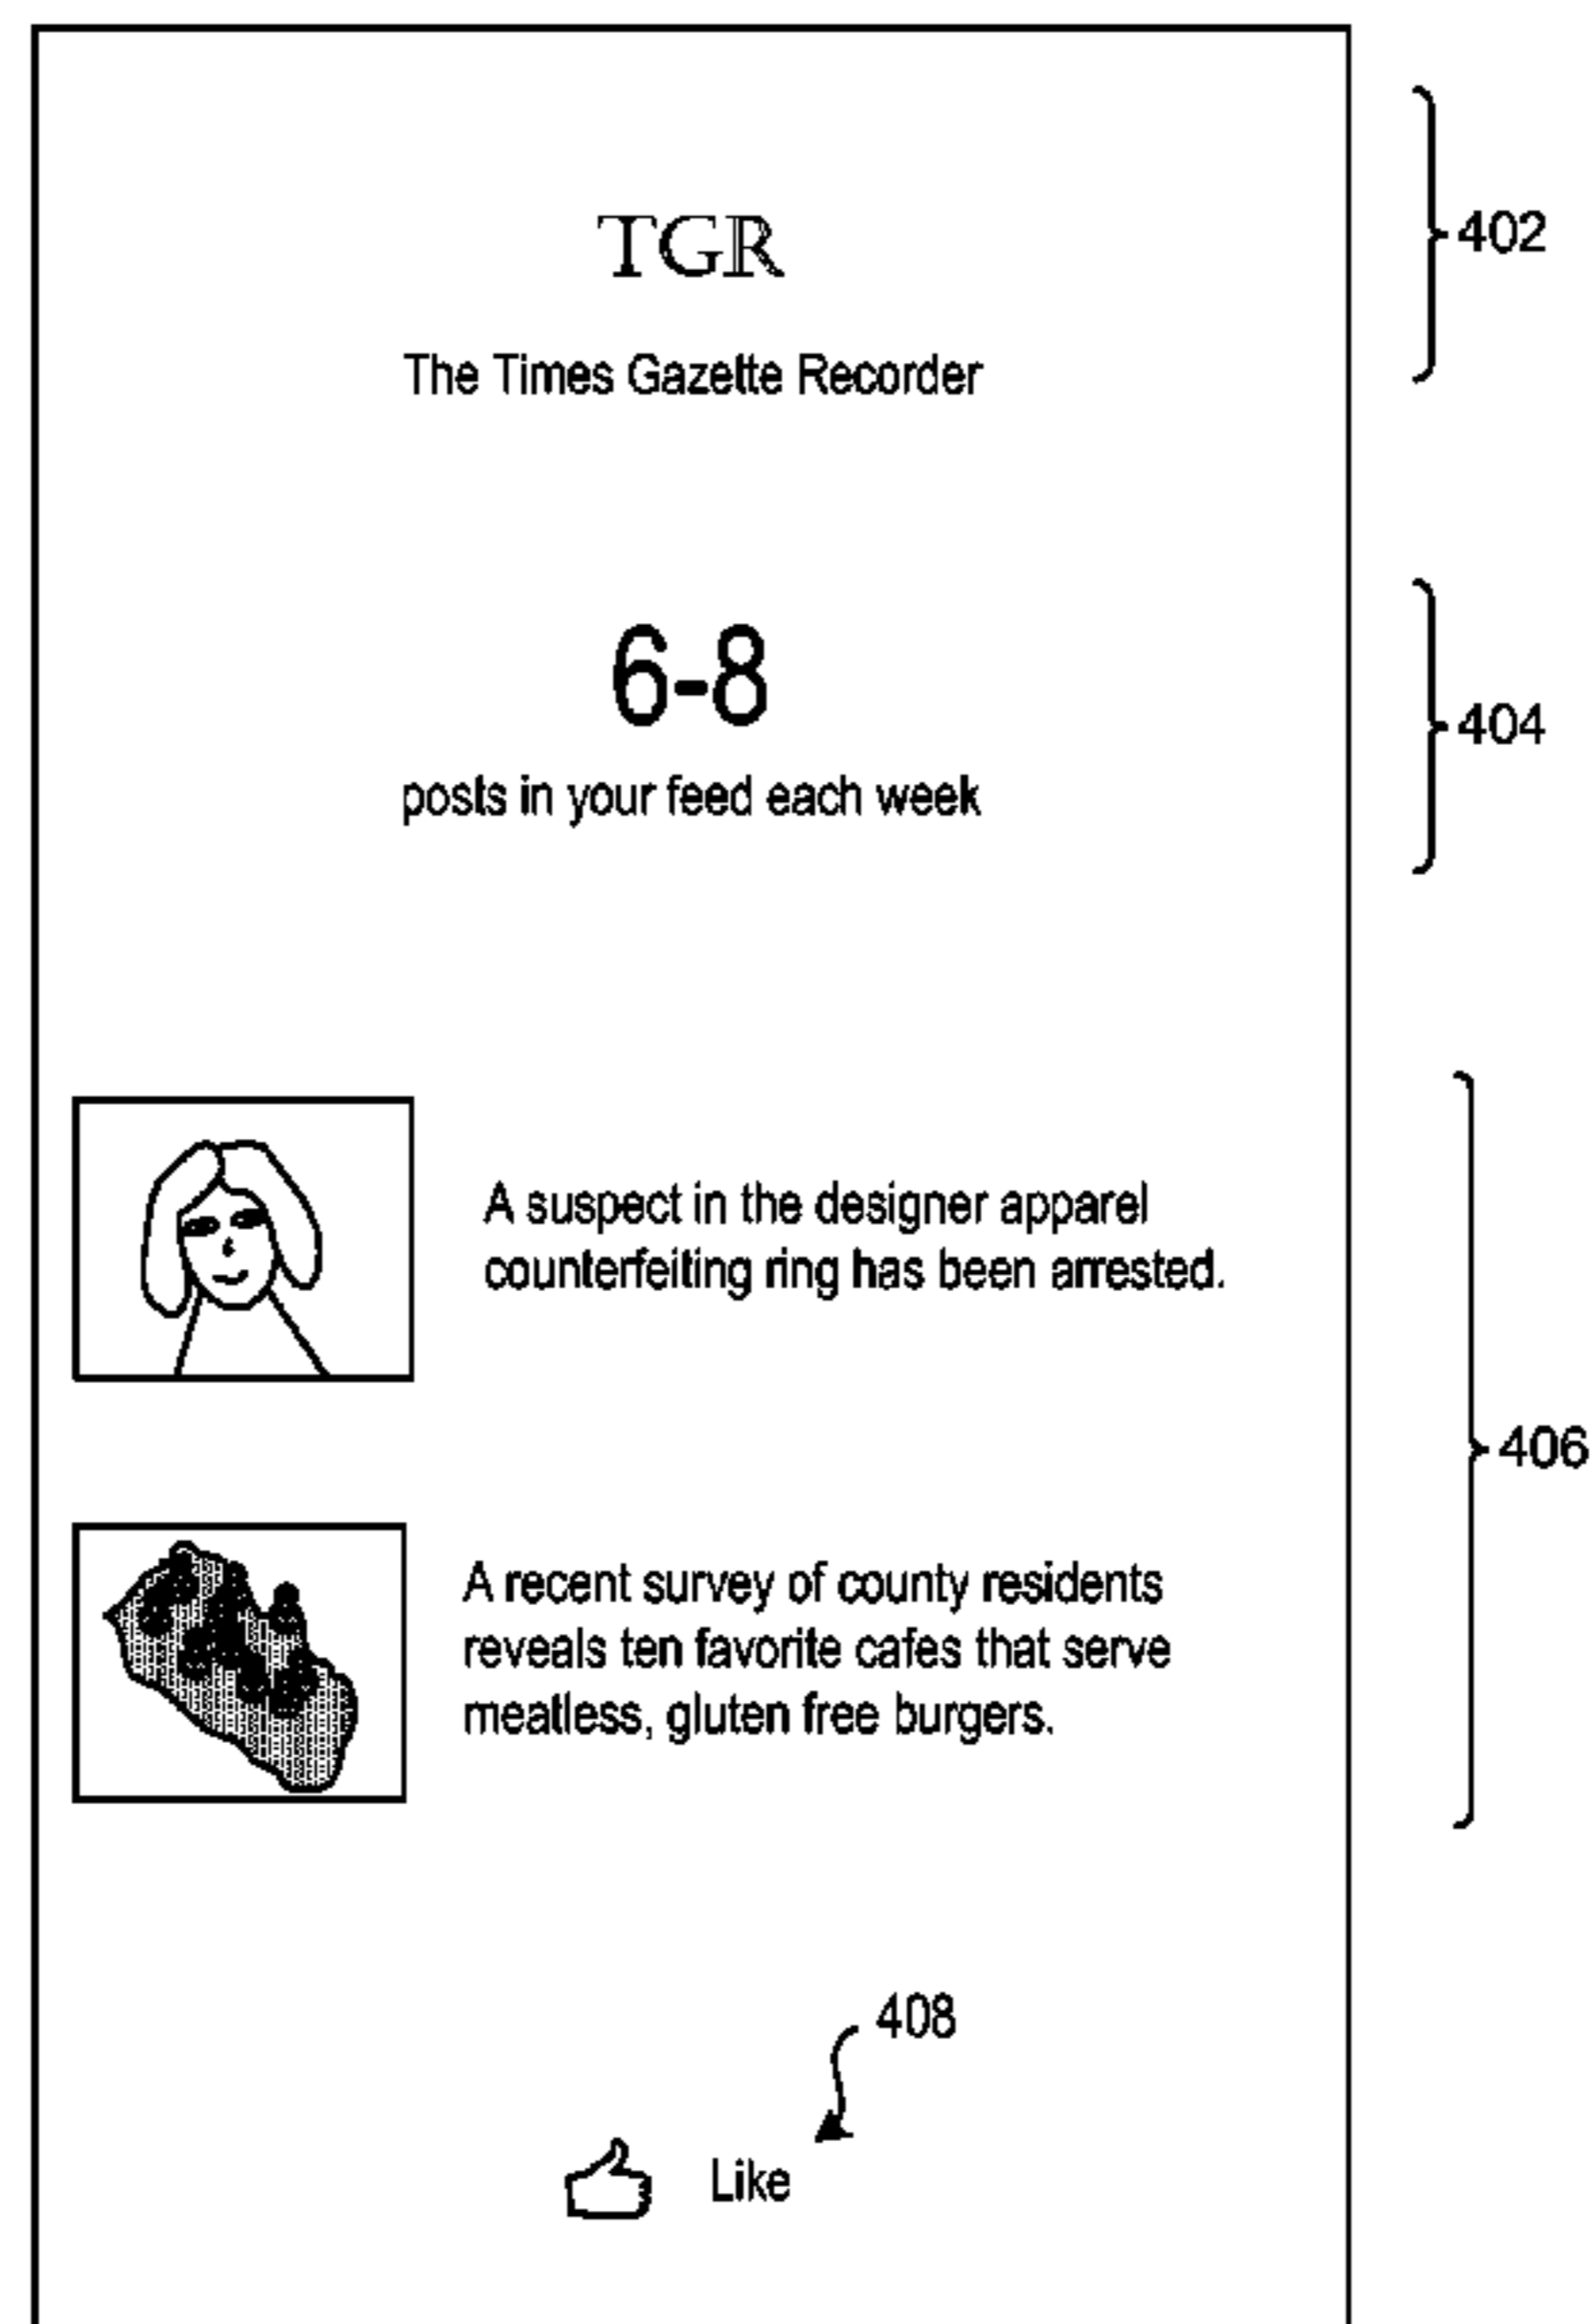 TGR
402
The Times Gazette Recorder
6-8
404
posts in your feed each week
A suspect in the designer apparel
counterfeiting ring has been arrested.
406
A recent survey of county residents
reveals ten favorite cafes that serve
meatless, gluten free burgers.
408
Like